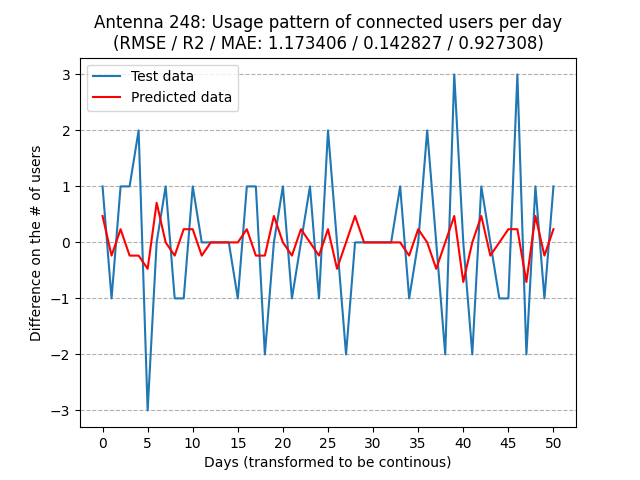 Antenna 248: Usage pattern of connected users per day
(RMSE / R2 / MAE: 1.173406 / 0.142827 / 0.927308)
Test data
Predicted data
Difference on the # of users
3
2
1
0
−1
−2
−3
0 5 10 15 20 25 30 35 40 45 50
Days (transformed to be continous)